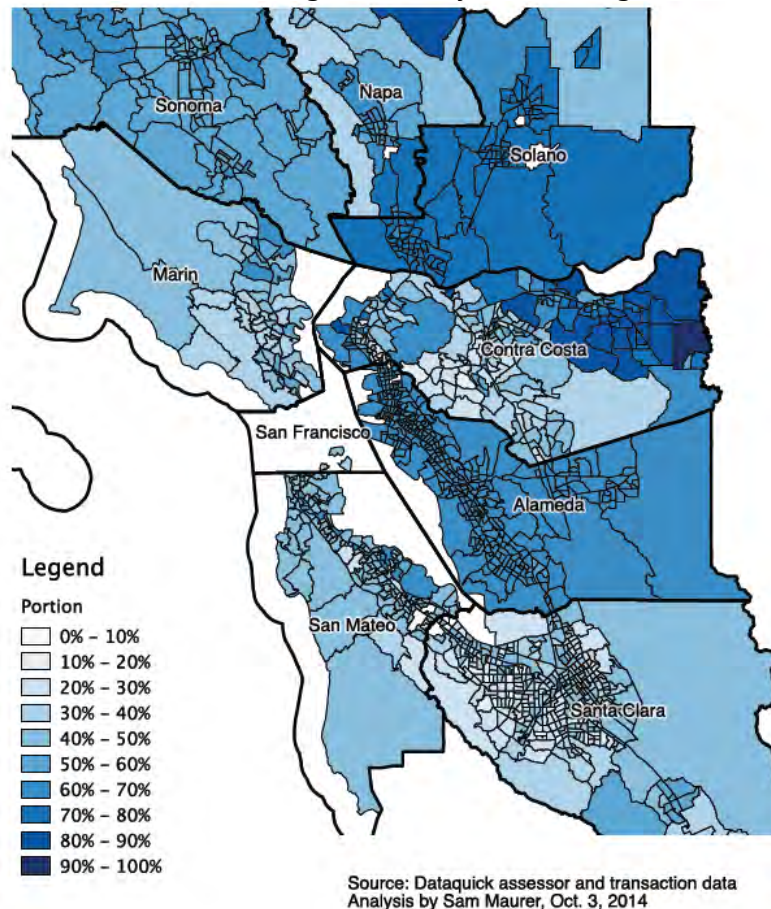 Sonoma
Napa
Solano
Marin
Contra Costa
San Francisco
Alameda
San Mateo
Santa Clara
Legend
Portion
0% - 10%
10% - 20%
20% - 30%
30% - 40%
40% - 50%
50% - 60%
60% - 70%
70% - 80%
80% - 90%
90% - 100%
Source: Dataquick assessor and transaction data
Analysis by Sam Maurer, Oct. 3, 2014